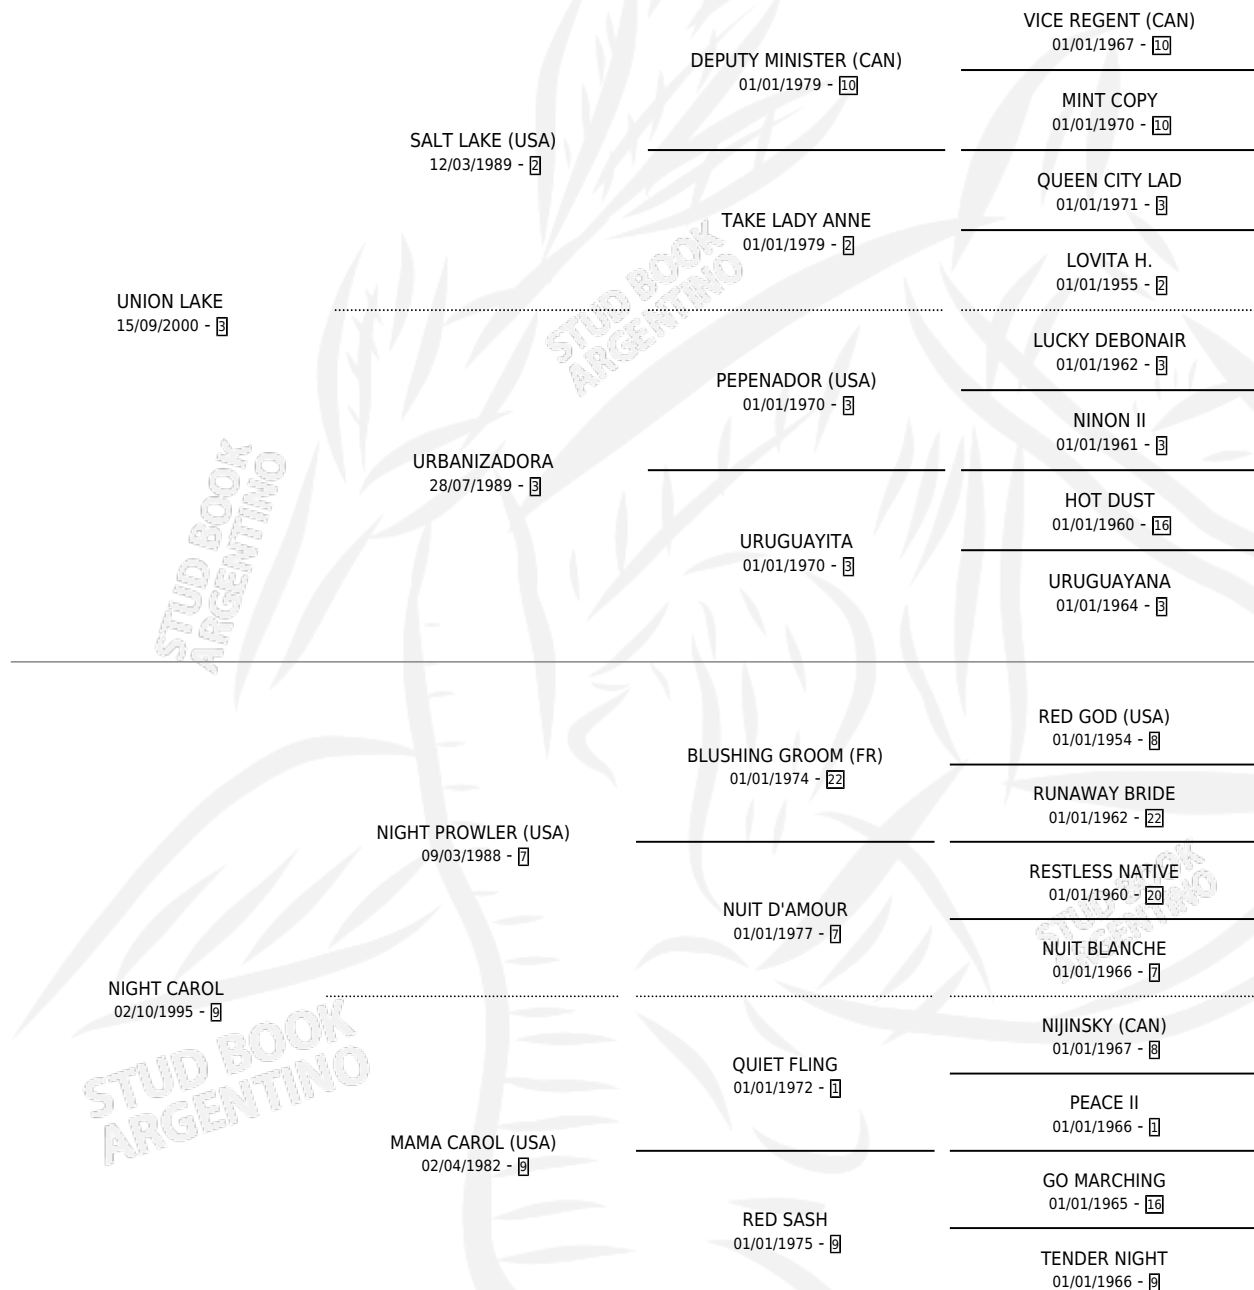 VICE REGENT (CAN)
01/01/1967 - 10
DEPUTY MINISTER (CAN)
01/01/1979 - 10
MINT COPY
01/01/1970 - 10
SALT LAKE (USA)
12/03/1989 - 2
QUEEN CITY LAD
01/01/1971 - 3
TAKE LADY ANNE
01/01/1979 - 2
LOVITA H.
01/01/1955 - 2
UNION LAKE
15/09/2000 - 3
LUCKY DEBONAIR
01/01/1962 - 3
PEPENADOR (USA)
01/01/1970 - 3
NINON II
01/01/1961 - 3
URBANIZADORA
28/07/1989 - 3
HOT DUST
01/01/1960 - 16
URUGUAYITA
01/01/1970 - 3
URUGUAYANA
01/01/1964 - 3
RED GOD (USA)
01/01/1954 - 8
BLUSHING GROOM (FR)
01/01/1974 - 22
RUNAWAY BRIDE
01/01/1962 - 22
NIGHT PROWLER (USA)
09/03/1988 - 7
RESTLESS NATIVE
01/01/1960 - 20
NUIT D'AMOUR
01/01/1977 - 7
NUIT BLANCHE
01/01/1966 - 7
NIGHT CAROL
02/10/1995 - 9
NIJINSKY (CAN)
01/01/1967 - 8
QUIET FLING
01/01/1972 - 1
PEACE II
01/01/1966 - 1
MAMA CAROL (USA)
02/04/1982 - 9
GO MARCHING
01/01/1965 - 16
RED SASH
01/01/1975 - 9
TENDER NIGHT
01/01/1966 - 9
STUD BOOK
ARGENTINO
STUD BOOK
ARGENTINO
STUD BOOK
ARGENTINO
STUD BOOK
ARGENTINO